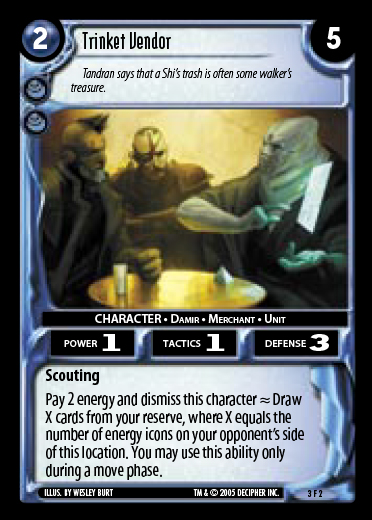 2 Trinket Vendor 5
Tandran says that a Shi's trash is often some walker's
treasure.
CHARACTER • DAMIR • MERCHANT • UNIT
POWER 1 TACTICS 1 DEFENSE 3
Scouting
Pay 2 energy and dismiss this character ≈ Draw
X cards from your reserve, where X equals the
number of energy icons on your opponent's side
of this location. You may use this ability only
during a move phase.
ILLUS. BY WESLEY BURT TM & © 2005 DECIPHER INC. 3 F 2